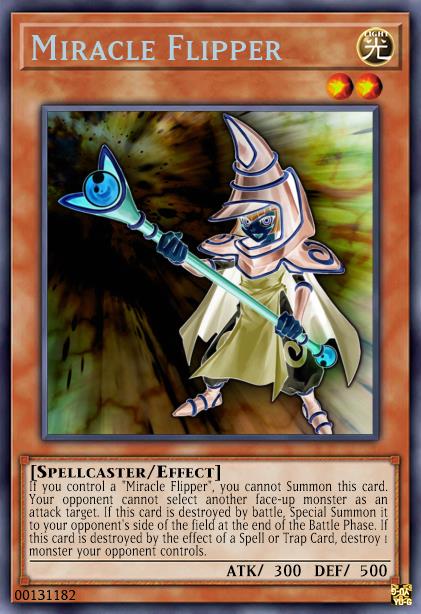 MIRACLE FLIPPER
LIGHT
光
[SPELLCASTER/EFFECT]
If you control a "Miracle Flipper", you cannot Summon this card.
Your opponent cannot select another face-up monster as an
attack target. If this card is destroyed by battle, Special Summon it
to your opponent's side of the field at the end of the Battle Phase. If
this card is destroyed by the effect of a Spell or Trap Card, destroy 1
monster your opponent controls.
ATK/ 300 DEF/ 500
00131182